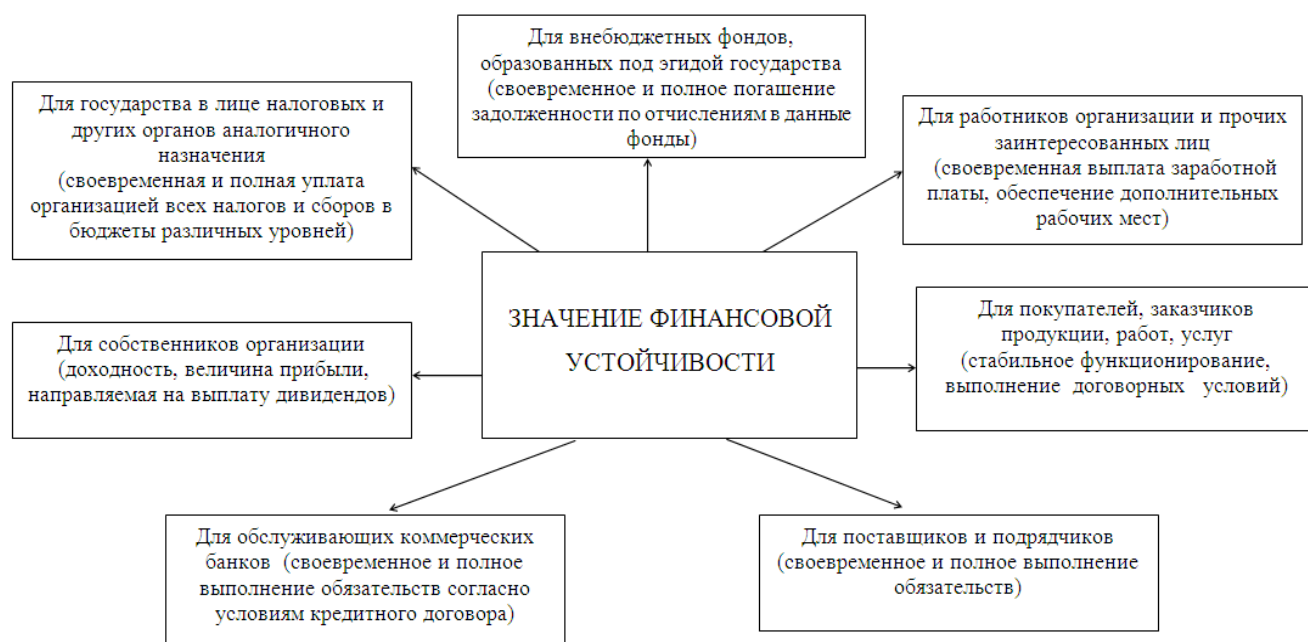 Для внебюджетных фондов,
образованных под эгидой государства
(своевременное и полное погашение
задолженности по отчислениям в данные
фонды)
Для государства в лице налоговых и
других органов аналогичного
назначения
(своевременная и полная уплата
организацией всех налогов и сборов в
бюджеты различных уровней)
Для работников организации и прочих
заинтересованных лиц
(своевременная выплата заработной
платы, обеспечение дополнительных
рабочих мест)
ЗНАЧЕНИЕ ФИНАНСОВОЙ
УСТОЙЧИВОСТИ
Для собственников организации
(доходность, величина прибыли,
направляемая на выплату дивидендов)
Для покупателей, заказчиков
продукции, работ, услуг
(стабильное функционирование,
выполнение договорных условий)
Для обслуживающих коммерческих
банков (своевременное и полное
выполнение обязательств согласно
условиям кредитного договора)
Для поставщиков и подрядчиков
(своевременное и полное выполнение
обязательств)